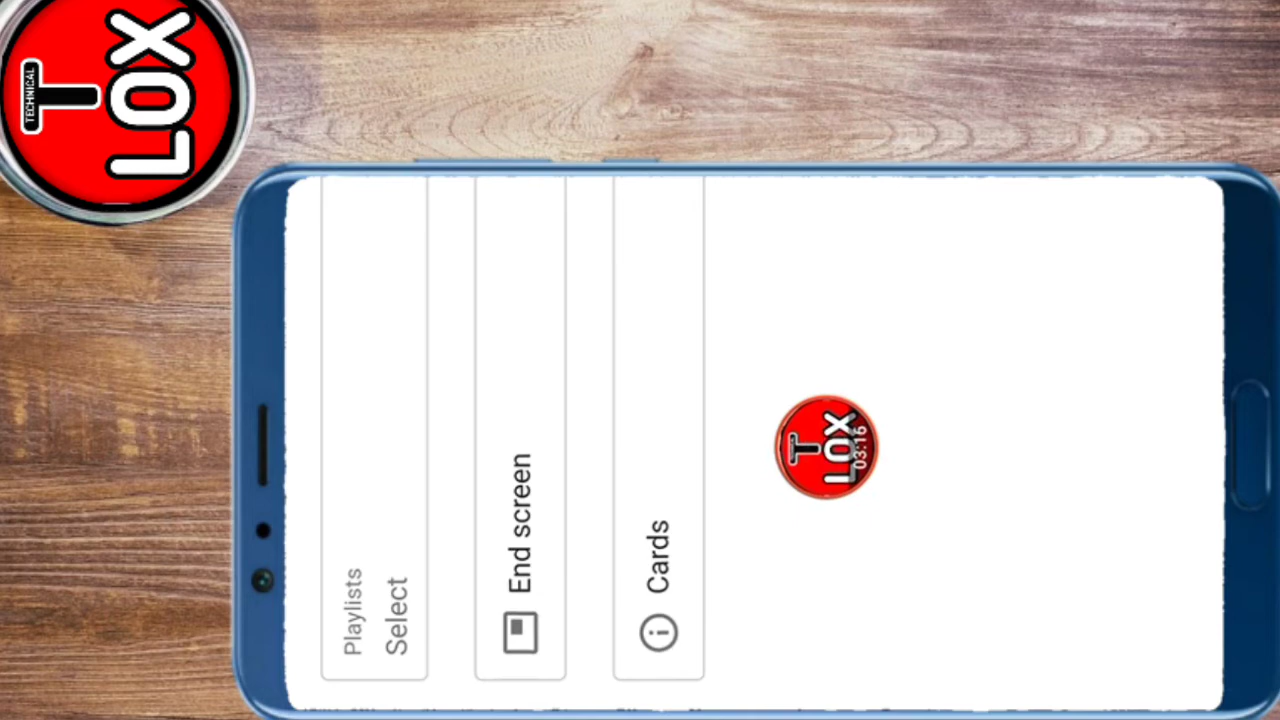 TECHNICAL
T
LOX
Playlists
Select
End screen
Cards
T
LOX
03:16